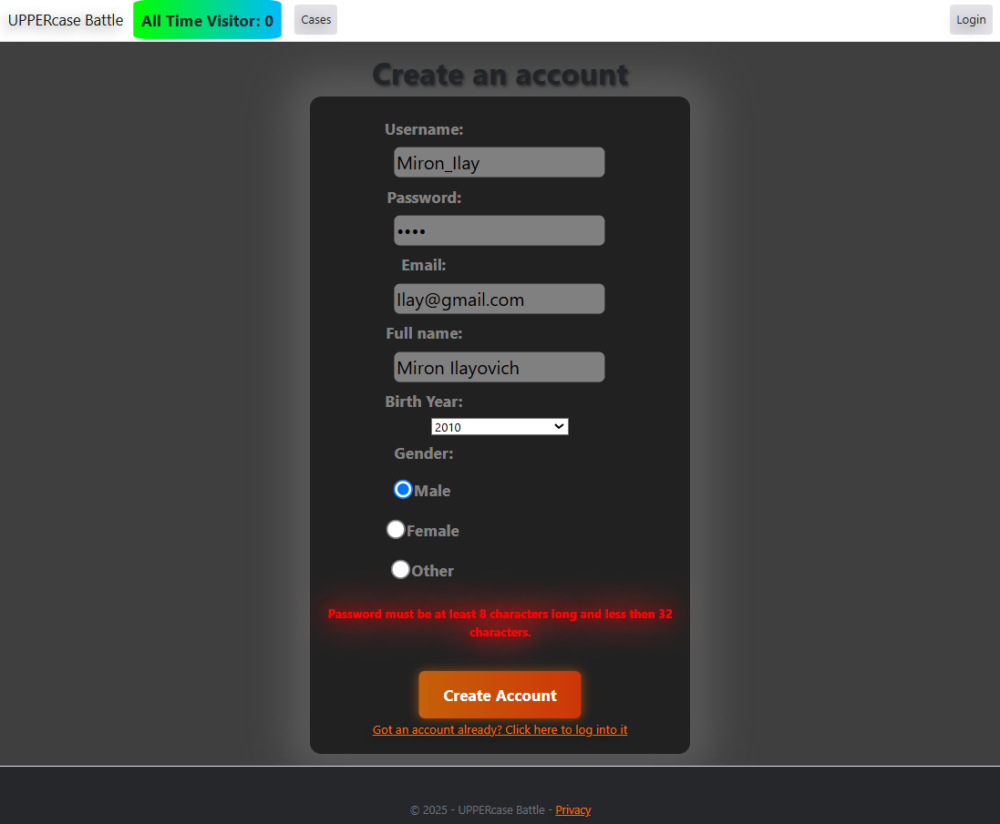 UPPERcase Battle All Time Visitor: 0 Cases Login
Create an account
Username:
Miron_Ilay
Password:
••••
Email:
Ilay@gmail.com
Full name:
Miron Ilayovich
Birth Year:
2010
Gender:
Male
Female
Other
Password must be at least 8 characters long and less then 32
characters.
Create Account
Got an account already? Click here to log into it
© 2025 - UPPERcase Battle - Privacy